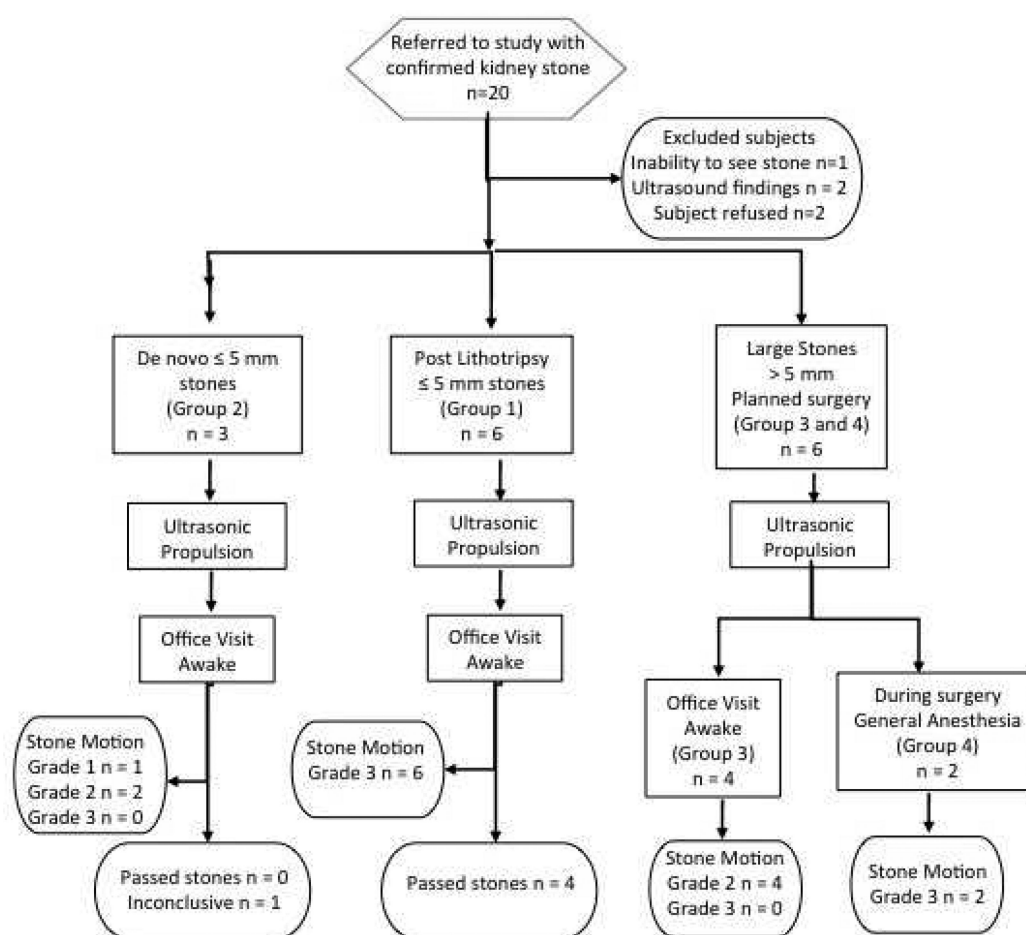 Referred to study with
confirmed kidney stone
n=20
Excluded subjects
Inability to see stone n=1
Ultrasound findings n = 2
Subject refused n=2
De novo ≤ 5 mm
stones
(Group 2)
n = 3
Post Lithotripsy
≤ 5 mm stones
(Group 1)
n = 6
Large Stones
> 5 mm
Planned surgery
(Group 3 and 4)
n = 6
Ultrasonic
Propulsion
Ultrasonic
Propulsion
Ultrasonic
Propulsion
Office Visit
Awake
Office Visit
Awake
Office Visit
Awake
(Group 3)
n = 4
During surgery
General Anesthesia
(Group 4)
n = 2
Stone Motion
Grade 1 n = 1
Grade 2 n = 2
Grade 3 n = 0
Stone Motion
Grade 3 n = 6
Passed stones n = 0
Inconclusive n = 1
Passed stones n = 4
Stone Motion
Grade 2 n = 4
Grade 3 n = 0
Stone Motion
Grade 3 n = 2